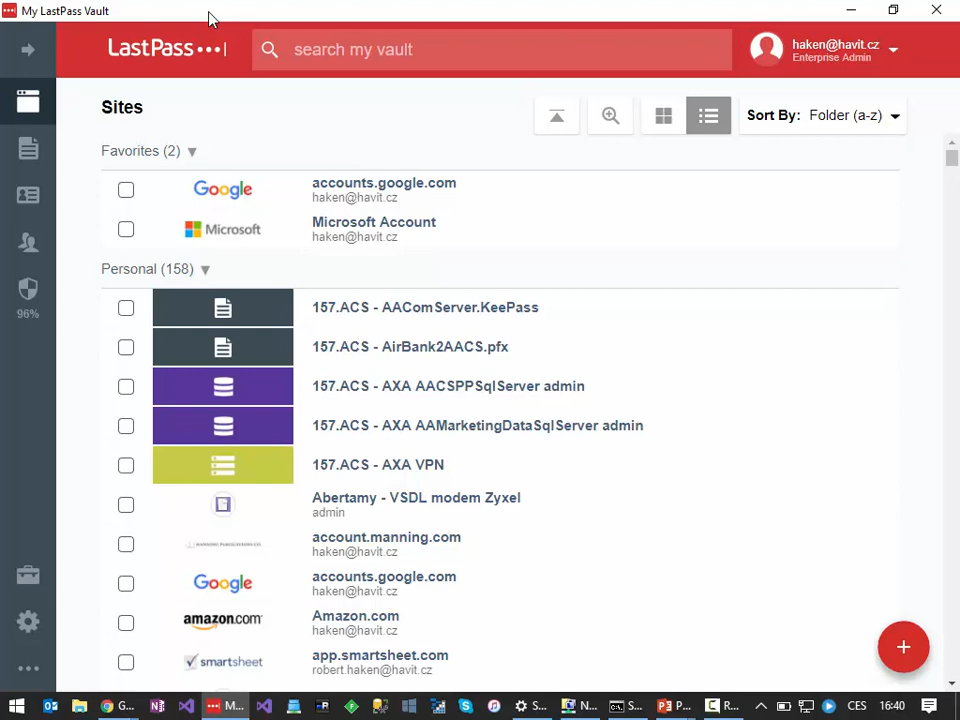 My LastPass Vault
LastPass
search my vault
haken@havit.cz
Enterprise Admin
Sites
Sort By: Folder (a-z)
Favorites (2)
Google
accounts.google.com
haken@havit.cz
Microsoft
Microsoft Account
haken@havit.cz
Personal (158)
96%
157.ACS - AAComServer.KeePass
157.ACS - AirBank2AACS.pfx
157.ACS - AXA AACSPPSqlServer admin
157.ACS - AXA AAMarketingDataSqlServer admin
157.ACS - AXA VPN
Abertamy - VSDL modem Zyxel
admin
account.manning.com
haken@havit.cz
Google
accounts.google.com
haken@havit.cz
amazon.com
Amazon.com
haken@havit.cz
smartsheet
app.smartsheet.com
robert.haken@havit.cz
G...
M...
S...
N...
S...
P...
R...
CES
16:40